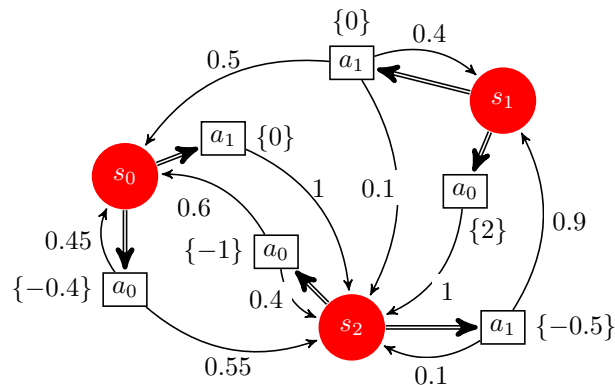 {0}
0.4
0.5
a₁
s₁
a₁ {0}
s₀
1
0.1
a₀
0.6
{2}
0.9
0.45
{−1} a₀
{−0.4} a₀
0.4
1
s₂
a₁ {−0.5}
0.55
0.1